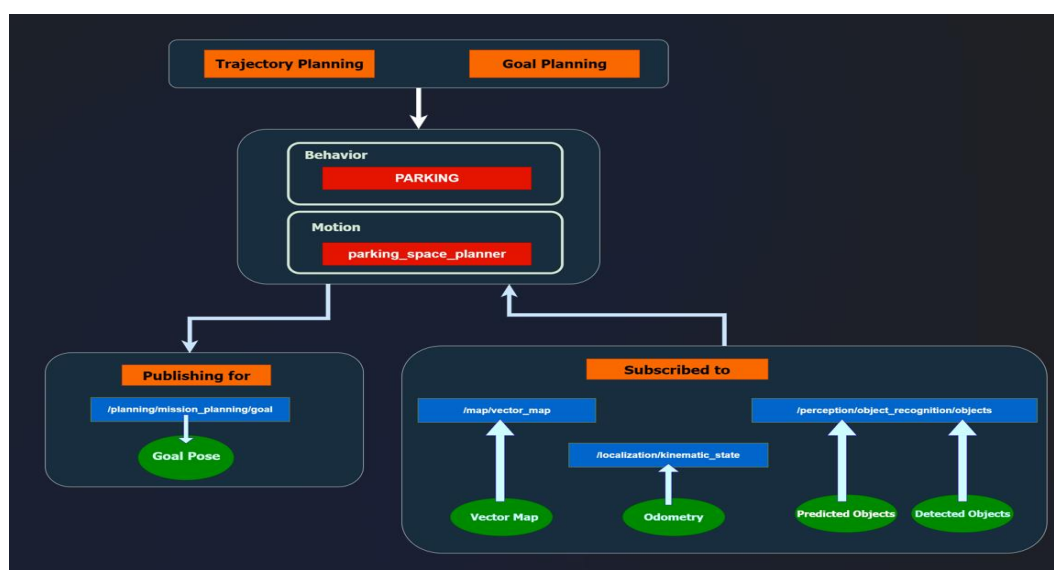 Trajectory Planning
Goal Planning
Behavior
PARKING
Motion
parking_space_planner
Publishing for
/planning/mission_planning/goal
Goal Pose
Subscribed to
/map/vector_map
/perception/object_recognition/objects
/localization/kinematic_state
Vector Map
Odometry
Predicted Objects
Detected Objects